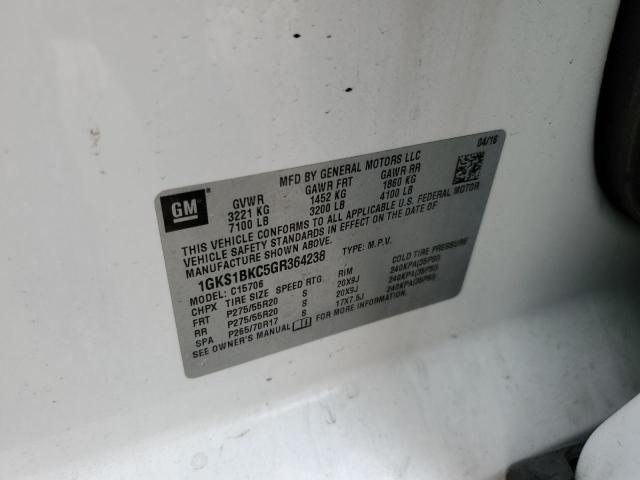 04/16
MFD BY GENERAL MOTORS LLC
GM
GVWR GAWR FRT GAWR RR
3221 KG 1452 KG 1860 KG
7100 LB 3200 LB 4100 LB
THIS VEHICLE CONFORMS TO ALL APPLICABLE U.S. FEDERAL MOTOR
VEHICLE SAFETY STANDARDS IN EFFECT ON THE DATE OF
MANUFACTURE SHOWN ABOVE.
1GKS1BKC5GR364238 TYPE: M.P.V.
MODEL: C15706
CHPX TIRE SIZE SPEED RTG RIM COLD TIRE PRESSURE
FRT P275/55R20 S 20X9J 240KPA(35PSI)
RR P275/55R20 S 20X9J 240KPA(35PSI)
SPA P265/70R17 S 17X7.5J 240KPA(35PSI)
SEE OWNER'S MANUAL FOR MORE INFORMATION.